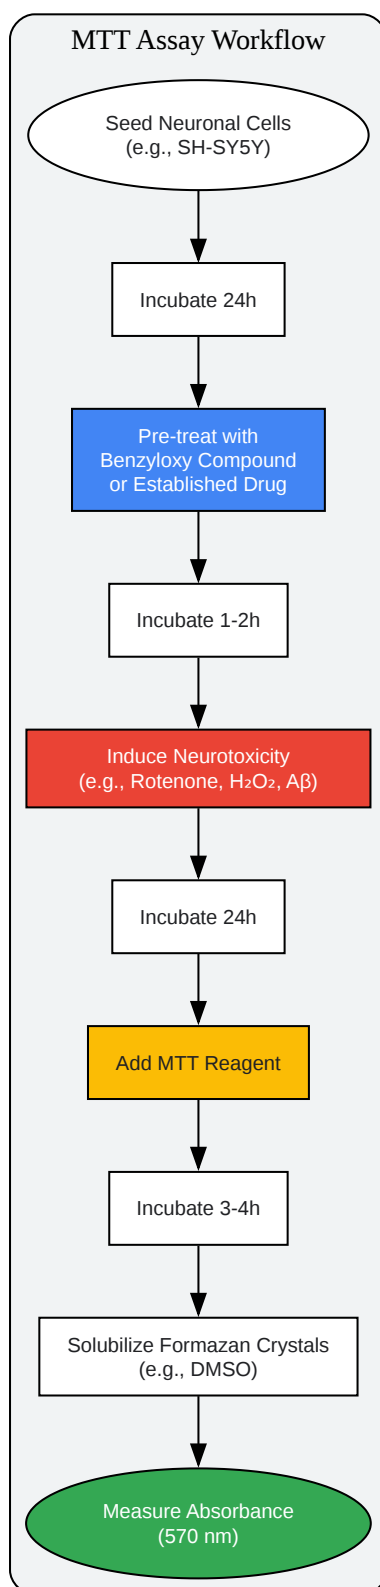 MTT Assay Workflow
Seed Neuronal Cells
(e.g., SH-SY5Y)
Incubate 24h
Pre-treat with
Benzyloxy Compound
or Established Drug
Incubate 1-2h
Induce Neurotoxicity
(e.g., Rotenone, H₂O₂, Aβ)
Incubate 24h
Add MTT Reagent
Incubate 3-4h
Solubilize Formazan Crystals
(e.g., DMSO)
Measure Absorbance
(570 nm)